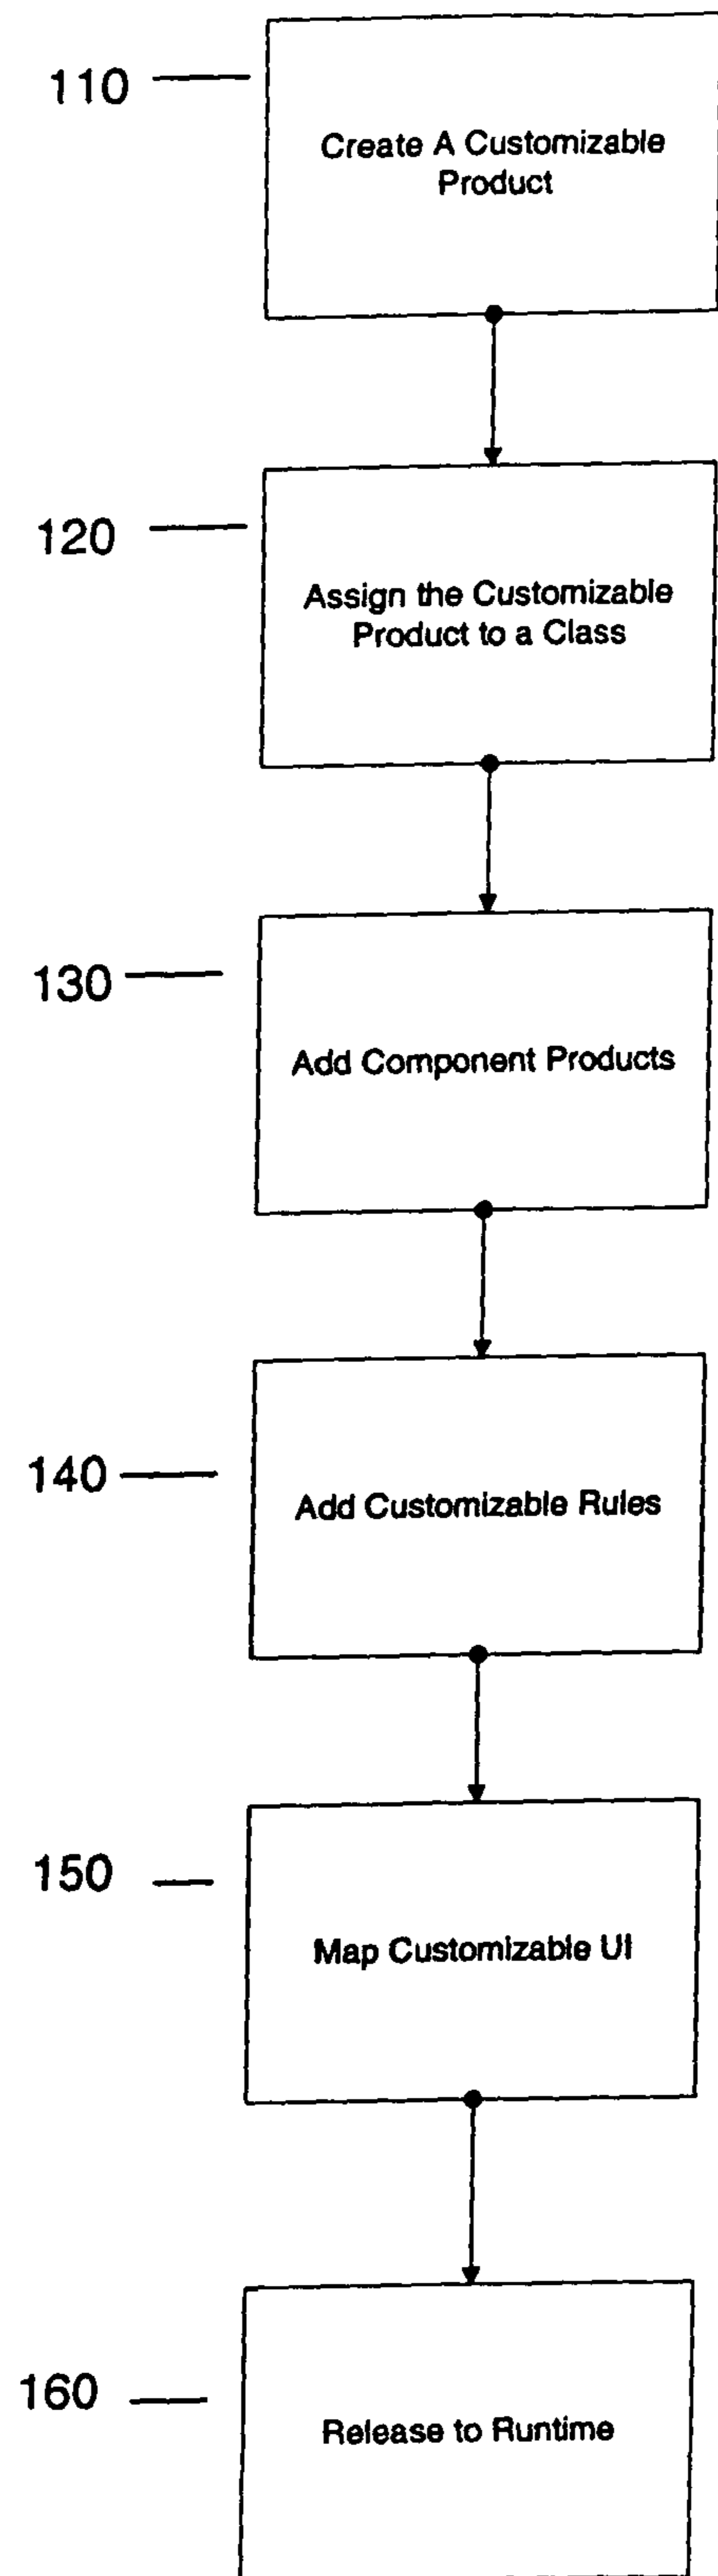 110
Create A Customizable
Product
120
Assign the Customizable
Product to a Class
130
Add Component Products
140
Add Customizable Rules
150
Map Customizable UI
160
Release to Runtime